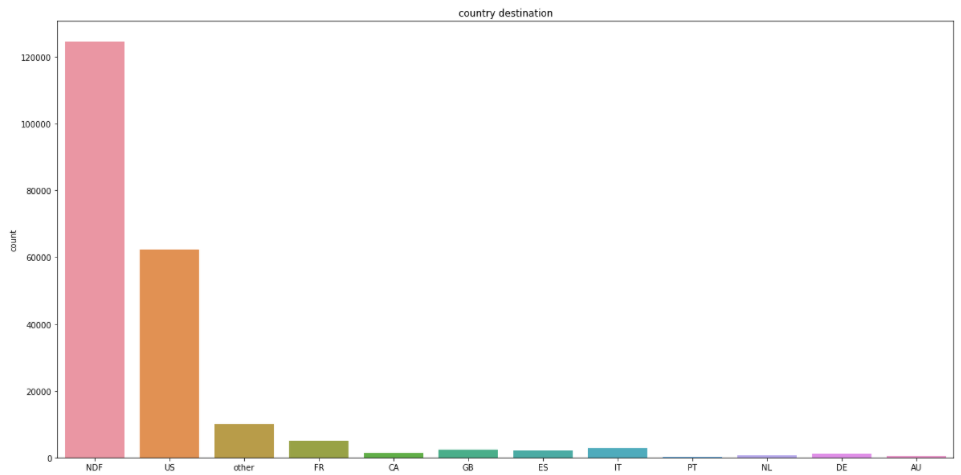 country destination
120000
100000
80000
60000
40000
20000
0
count
NDF US other FR CA GB ES IT PT NL DE AU